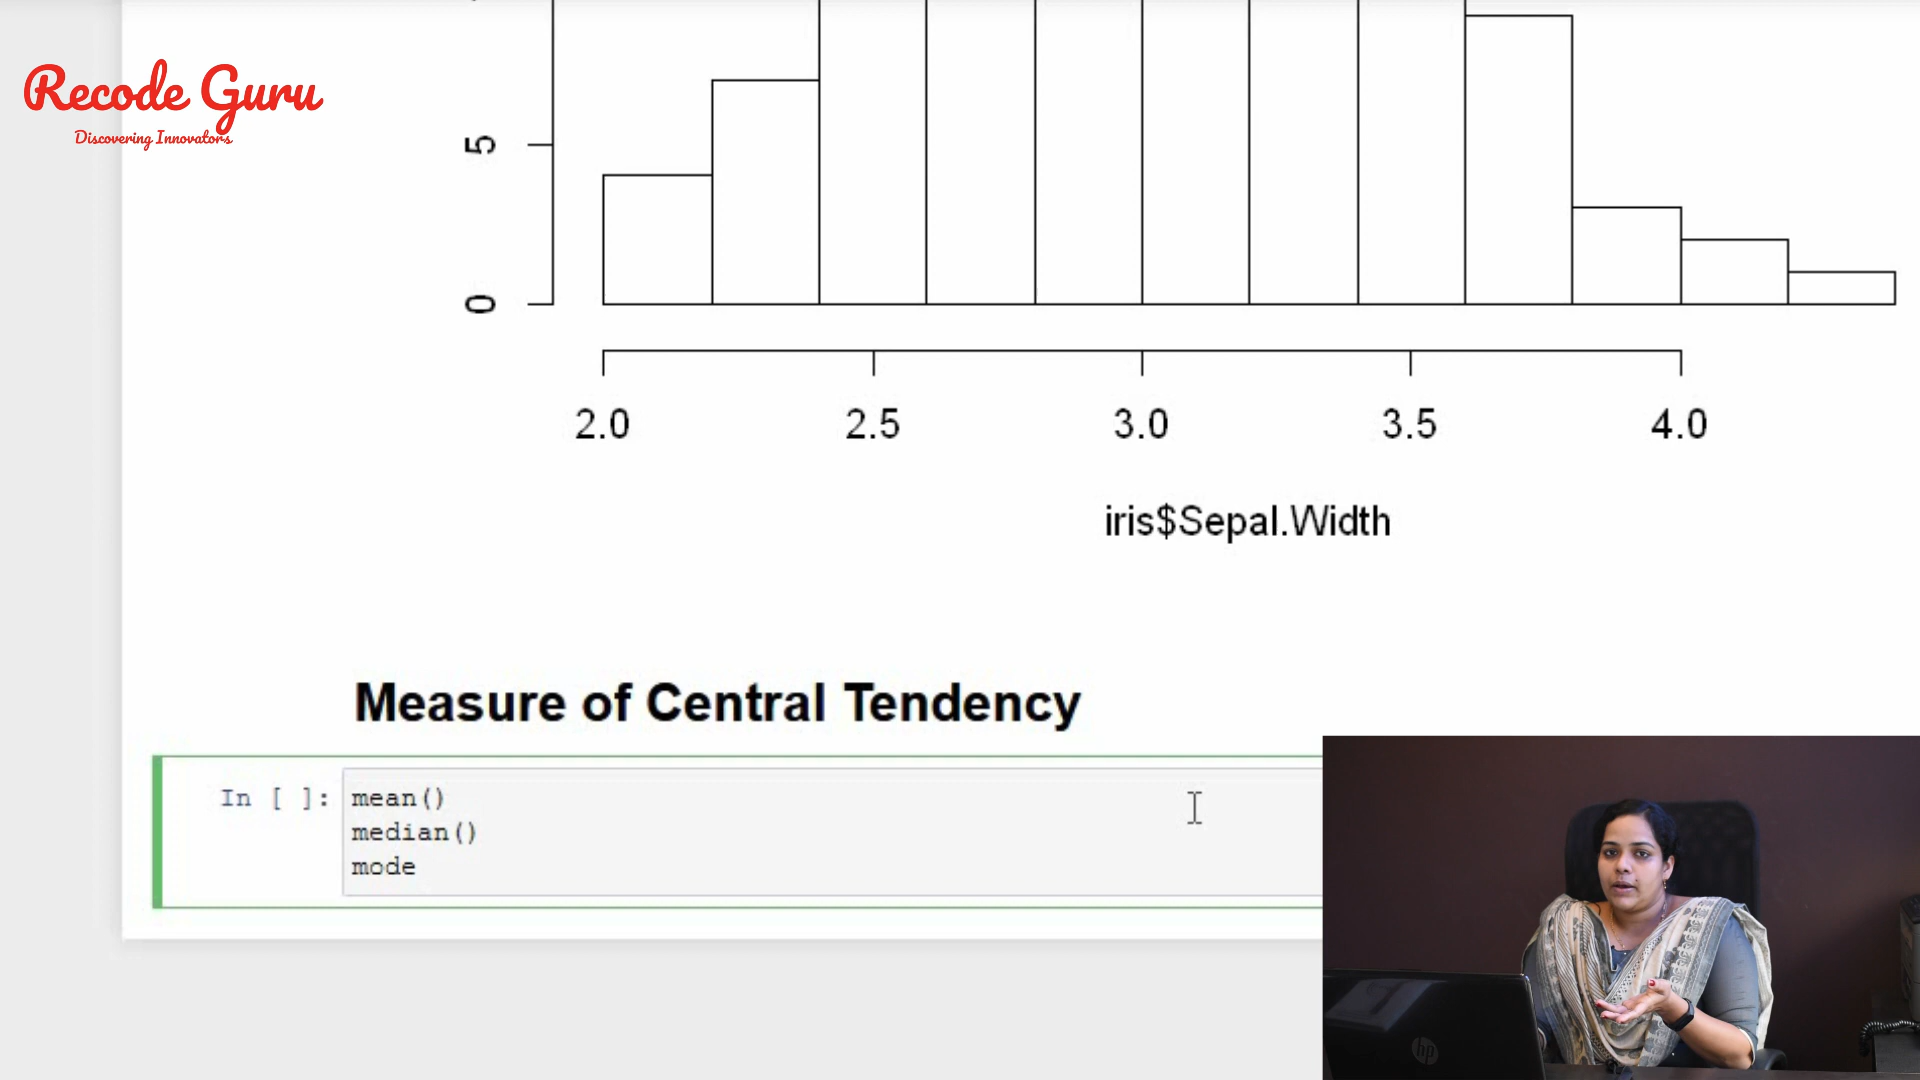 Recode Guru
Discovering Innovators
5
0
2.0 2.5 3.0 3.5 4.0
iris$Sepal.Width
Measure of Central Tendency
In [ ]: mean()
median()
mode
hp